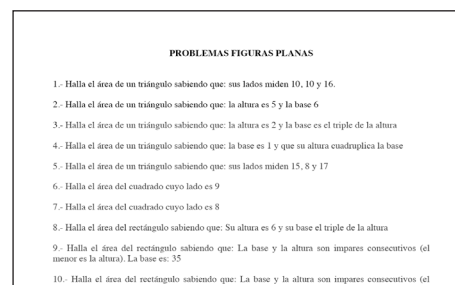 PROBLEMAS FIGURAS PLANAS
1.- Halla el área de un triángulo sabiendo que: sus lados miden 10, 10 y 16.
2.- Halla el área de un triángulo sabiendo que: la altura es 5 y la base 6
3.- Halla el área de un triángulo sabiendo que: la altura es 2 y la base es el triple de la altura
4.- Halla el área de un triángulo sabiendo que: la base es 1 y que su altura cuadruplica la base
5.- Halla el área de un triángulo sabiendo que: sus lados miden 15, 8 y 17
6.- Halla el área del cuadrado cuyo lado es 9
7.- Halla el área del cuadrado cuyo lado es 8
8.- Halla el área del rectángulo sabiendo que: Su altura es 6 y su base el triple de la altura
9.- Halla el área del rectángulo sabiendo que: La base y la altura son impares consecutivos (el
menor es la altura). La base es: 35
10.- Halla el área del rectángulo sabiendo que: La base y la altura son impares consecutivos (el